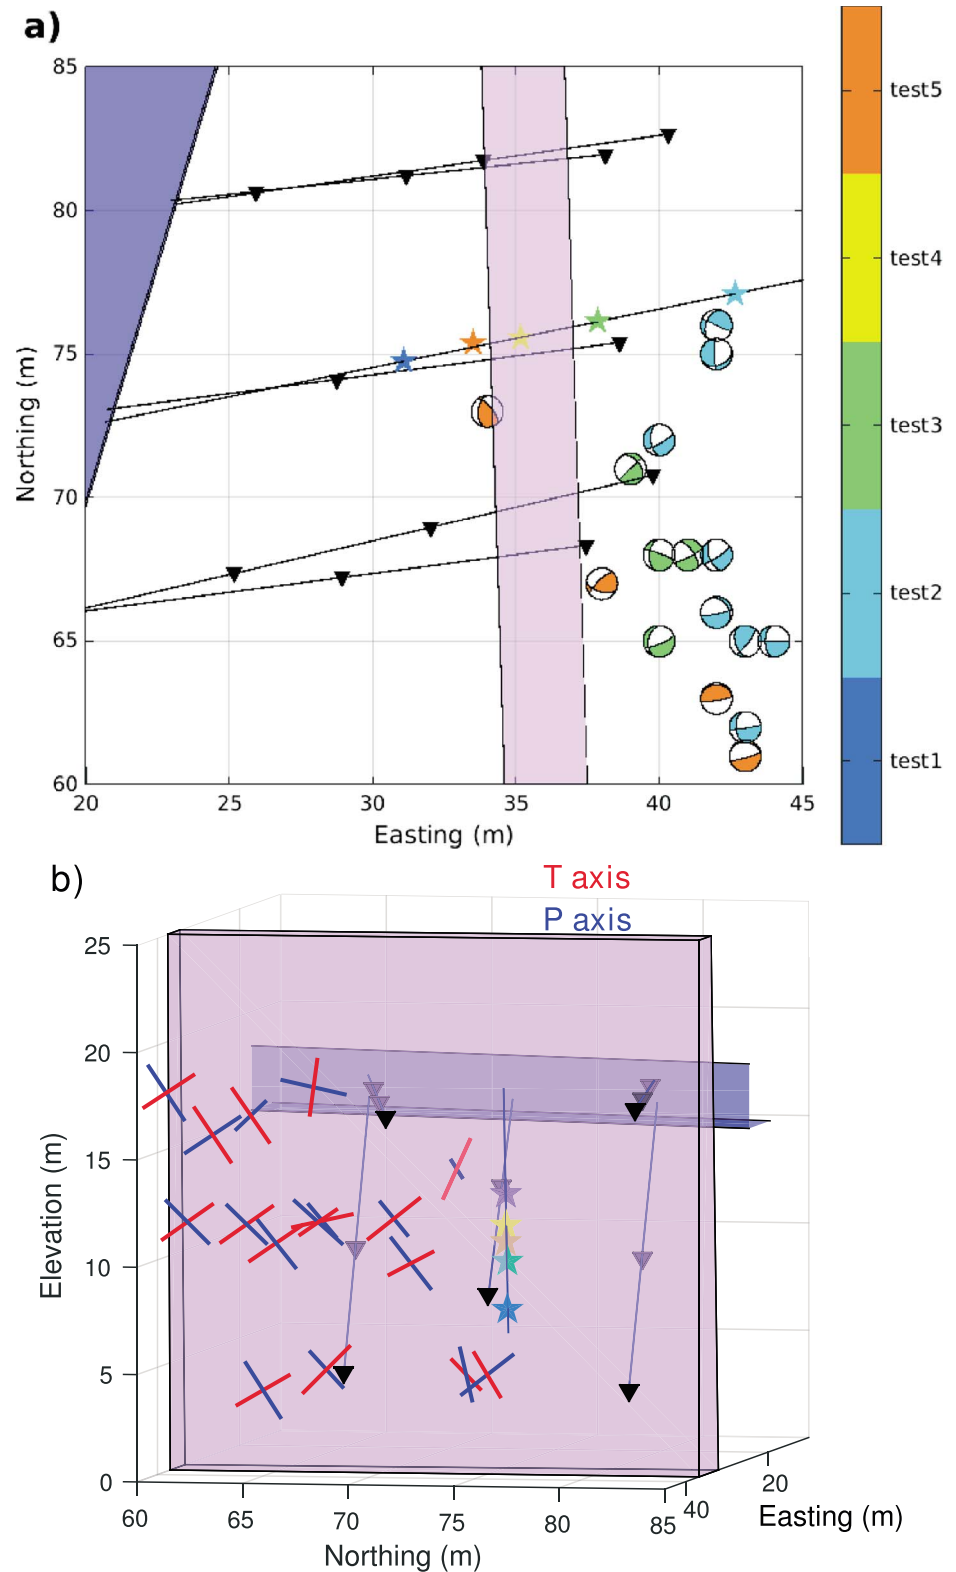 a)
85
80
75
70
65
60
Northing (m)
20 25 30 35 40 45
Easting (m)
test5
test4
test3
test2
test1
b)
T axis
P axis
25
20
15
10
5
0
Elevation (m)
60 65 70 75 80 85
Northing (m)
40 20
Easting (m)